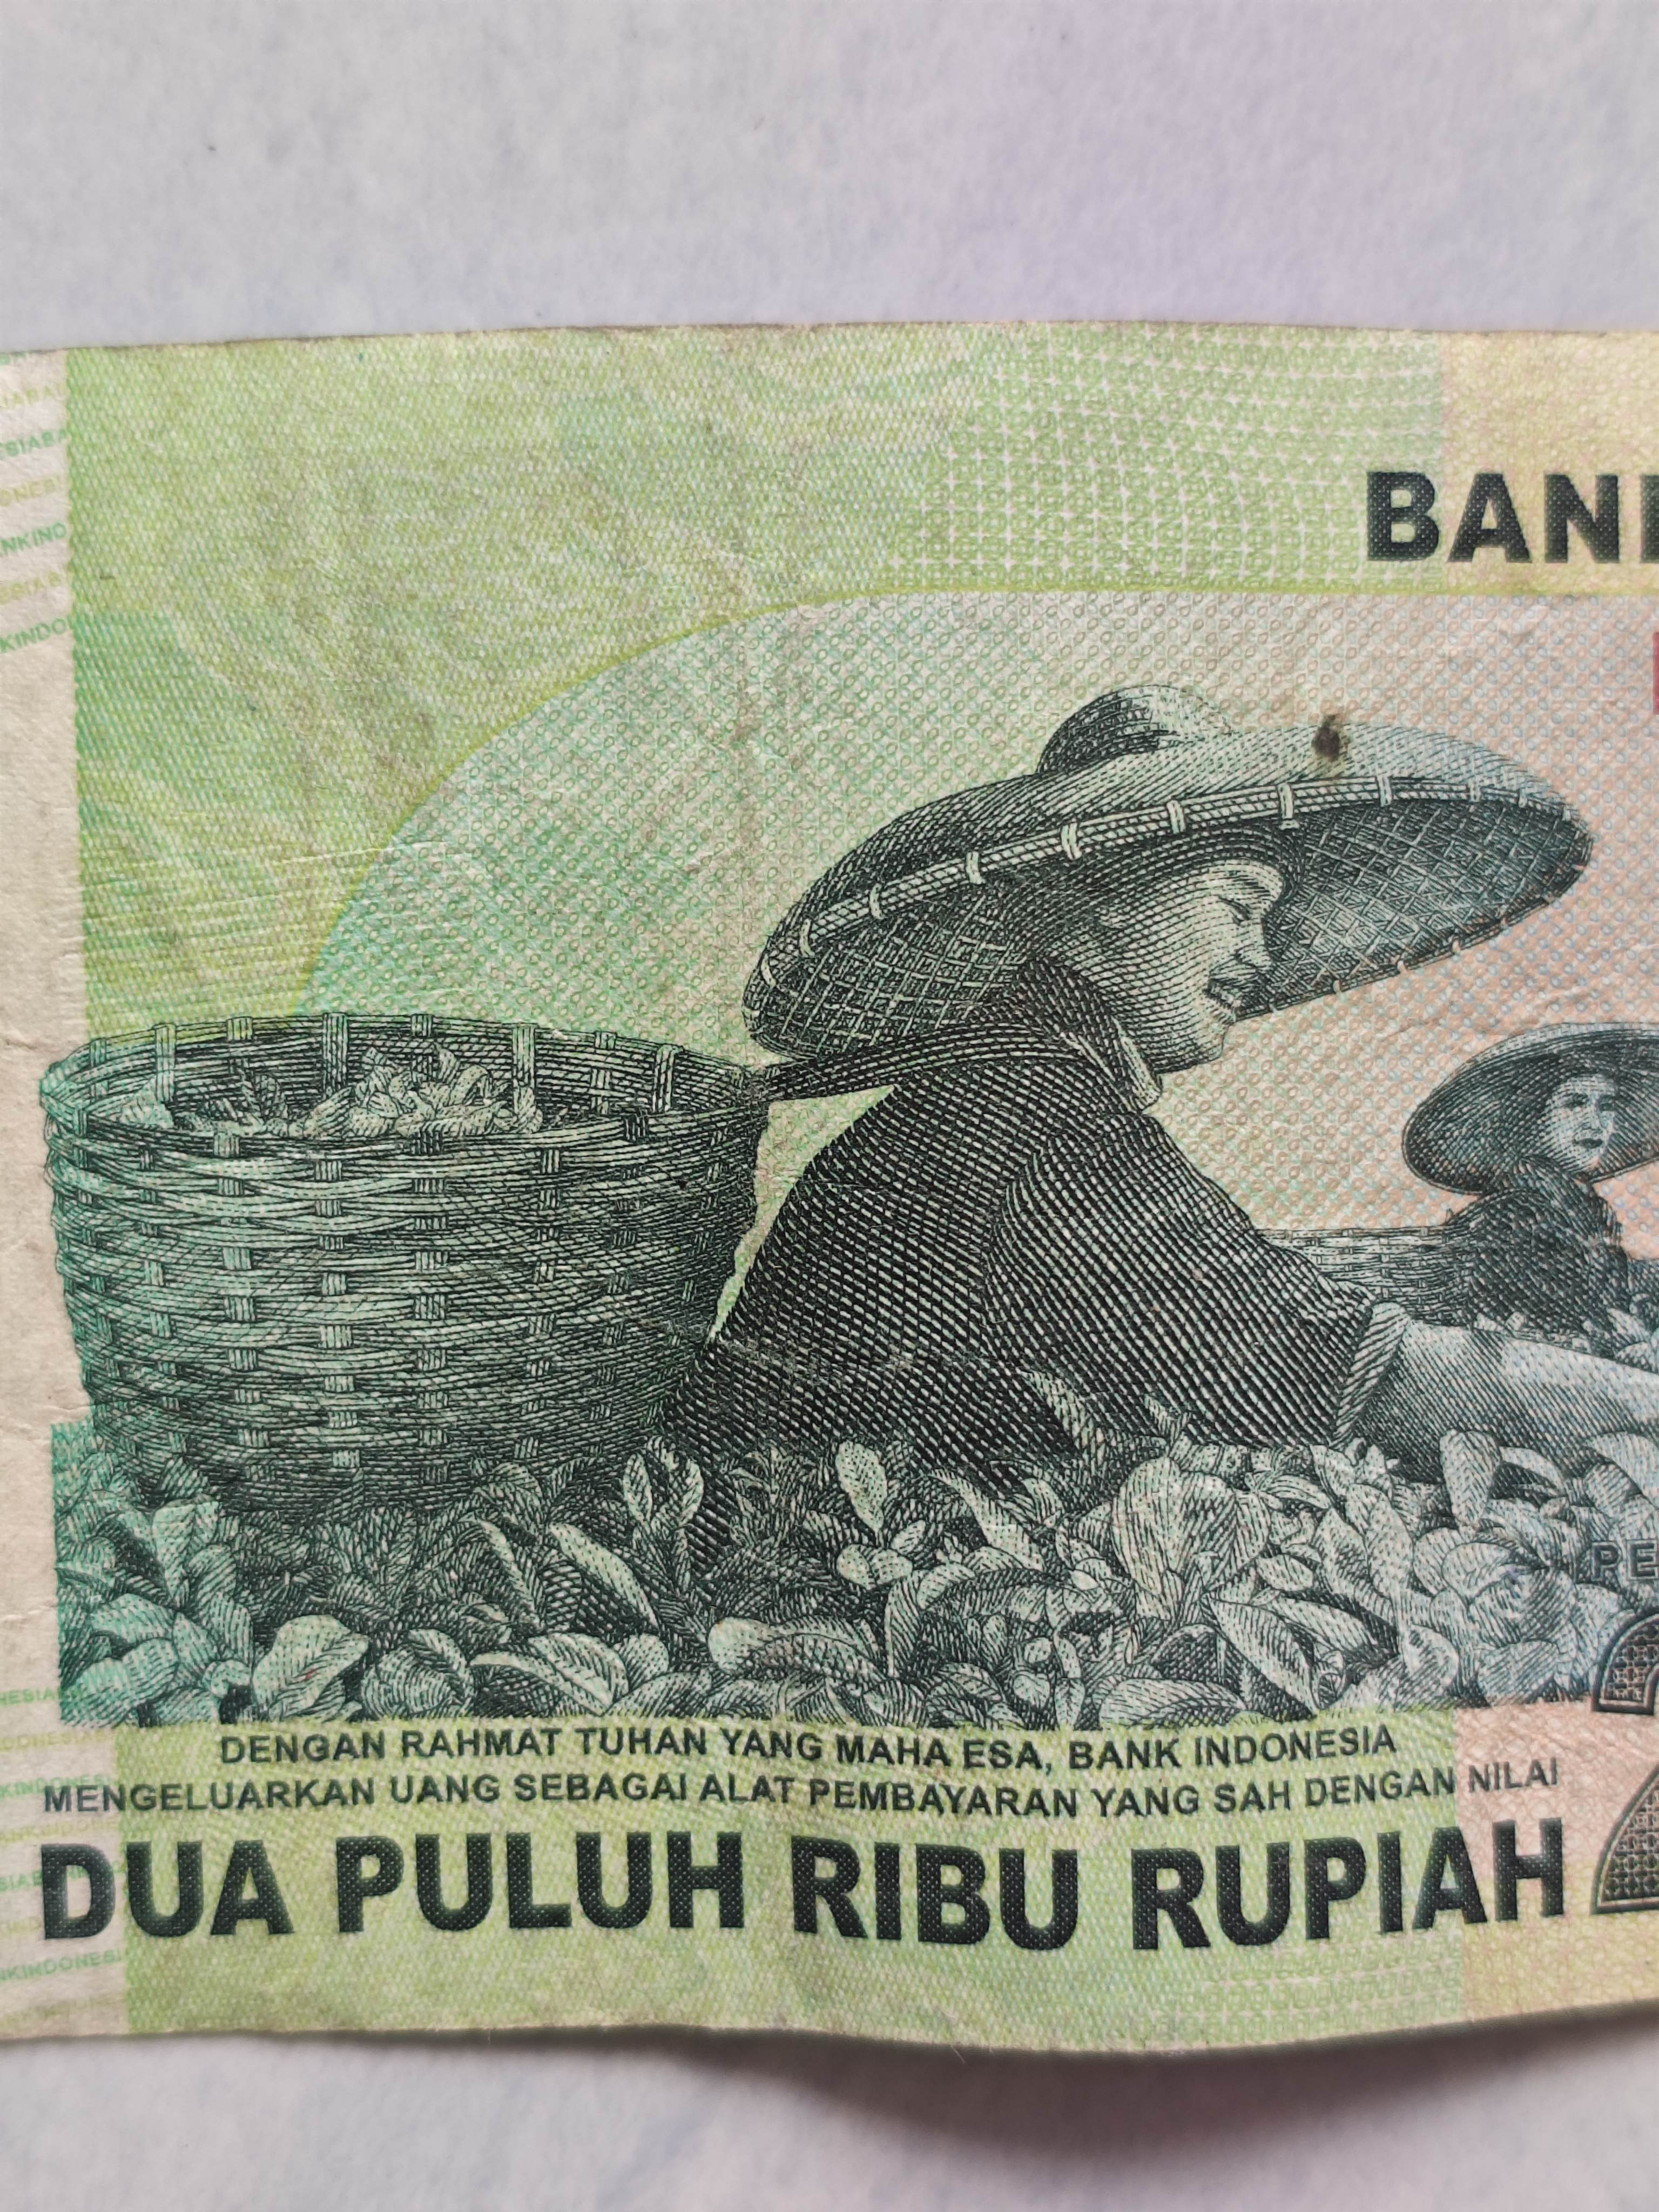 BAN
DENGAN RAHMAT TUHAN YANG MAHA ESA, BANK INDONESIA
MENGELUARKAN UANG SEBAGAI ALAT PEMBAYARAN YANG SAH DENGAN NILAI
DUA PULUH RIBU RUPIAH